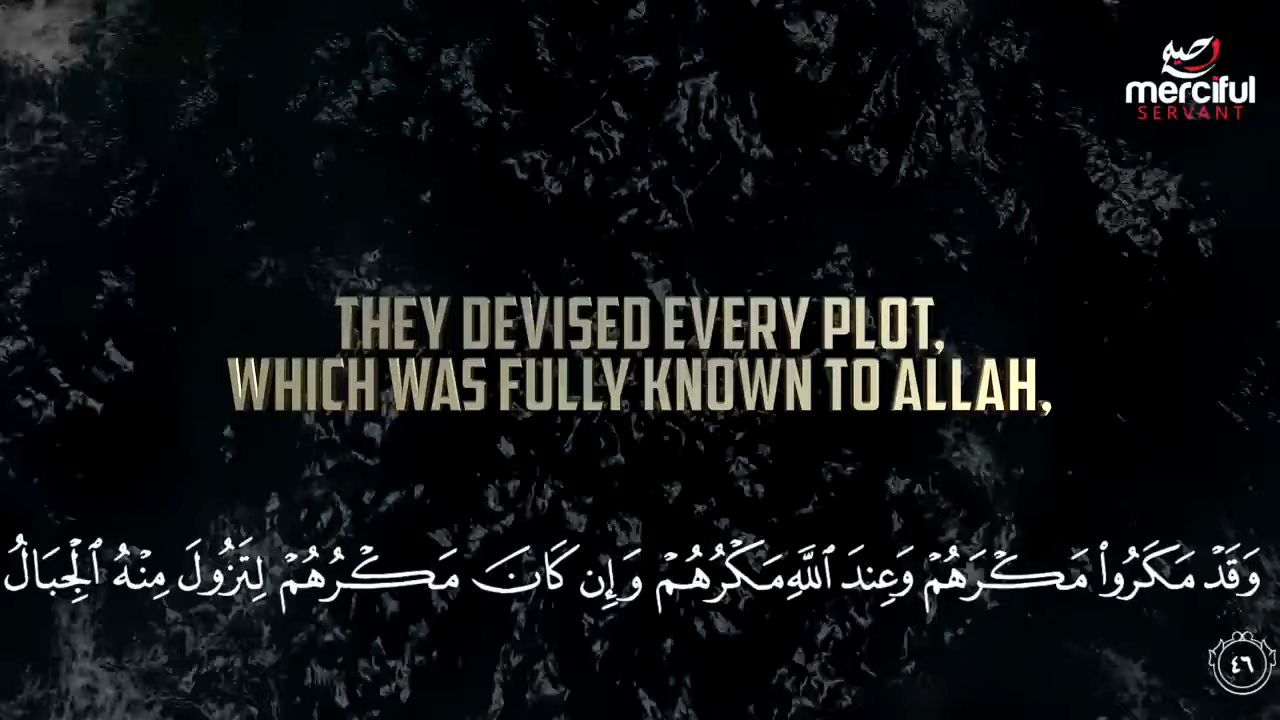 merciful
SERVANT
THEY DEVISED EVERY PLOT,
WHICH WAS FULLY KNOWN TO ALLAH,
وَقَدْ مَكَرُوا۟ مَكْرَهُمْ وَعِندَ ٱللَّهِ مَكْرُهُمْ وَإِن كَانَ مَكْرُهُمْ لِتَزُولَ مِنْهُ ٱلْجِبَالُ
٤٦